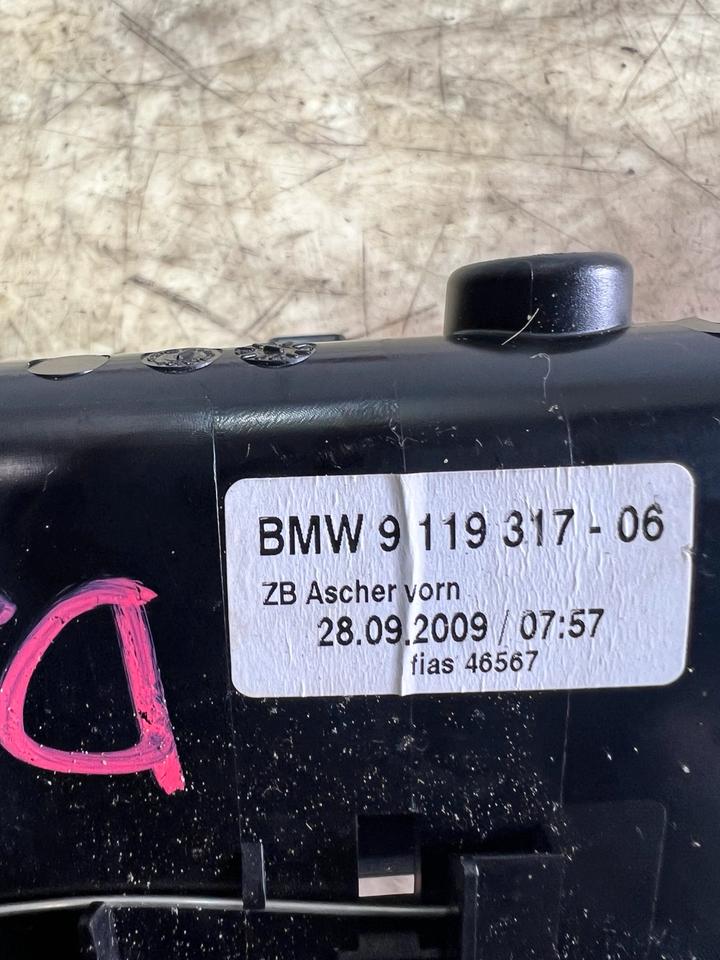 BMW 9 119 317 - 06
ZB Ascher vorn
28.09.2009 / 07:57
fias 46567